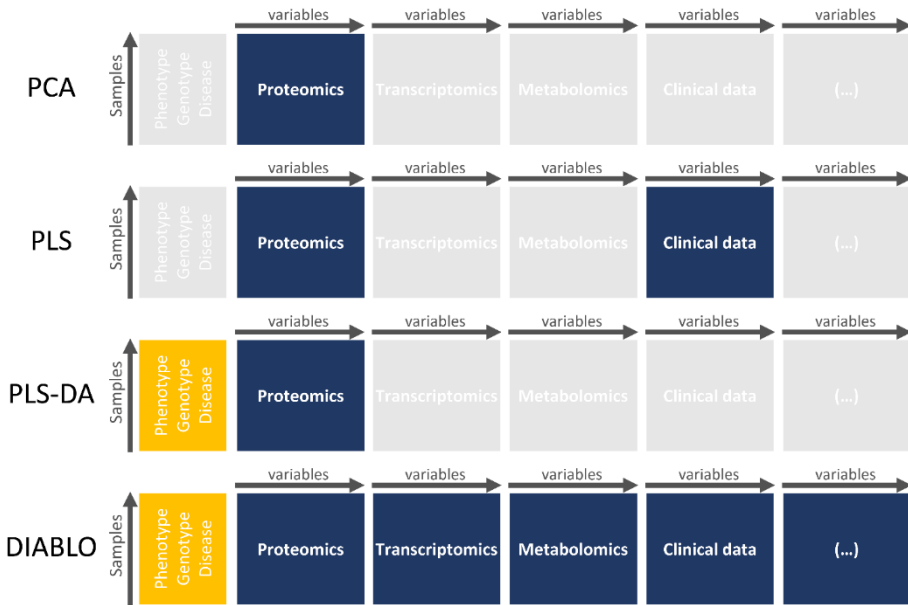 variables variables variables variables variables
PCA
Samples
Phenotype
Genotype
Disease
Proteomics
Transcriptomics
Metabolomics
Clinical data
(...)
variables variables variables variables variables
PLS
Samples
Phenotype
Genotype
Disease
Proteomics
Transcriptomics
Metabolomics
Clinical data
(...)
variables variables variables variables variables
PLS-DA
Samples
Phenotype
Genotype
Disease
Proteomics
Transcriptomics
Metabolomics
Clinical data
(...)
variables variables variables variables variables
DIABLO
Samples
Phenotype
Genotype
Disease
Proteomics
Transcriptomics
Metabolomics
Clinical data
(...)